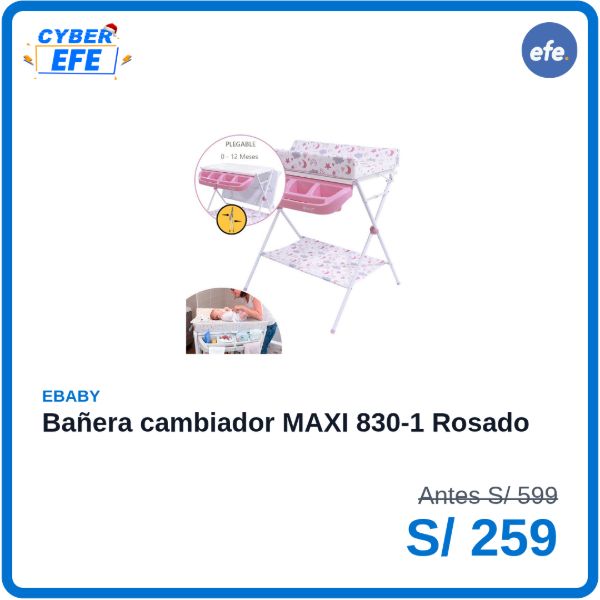 CYBER
EFE
efe.
PLEGABLE
0 - 12 Meses
EBABY
Bañera cambiador MAXI 830-1 Rosado
Antes S/ 599
S/ 259